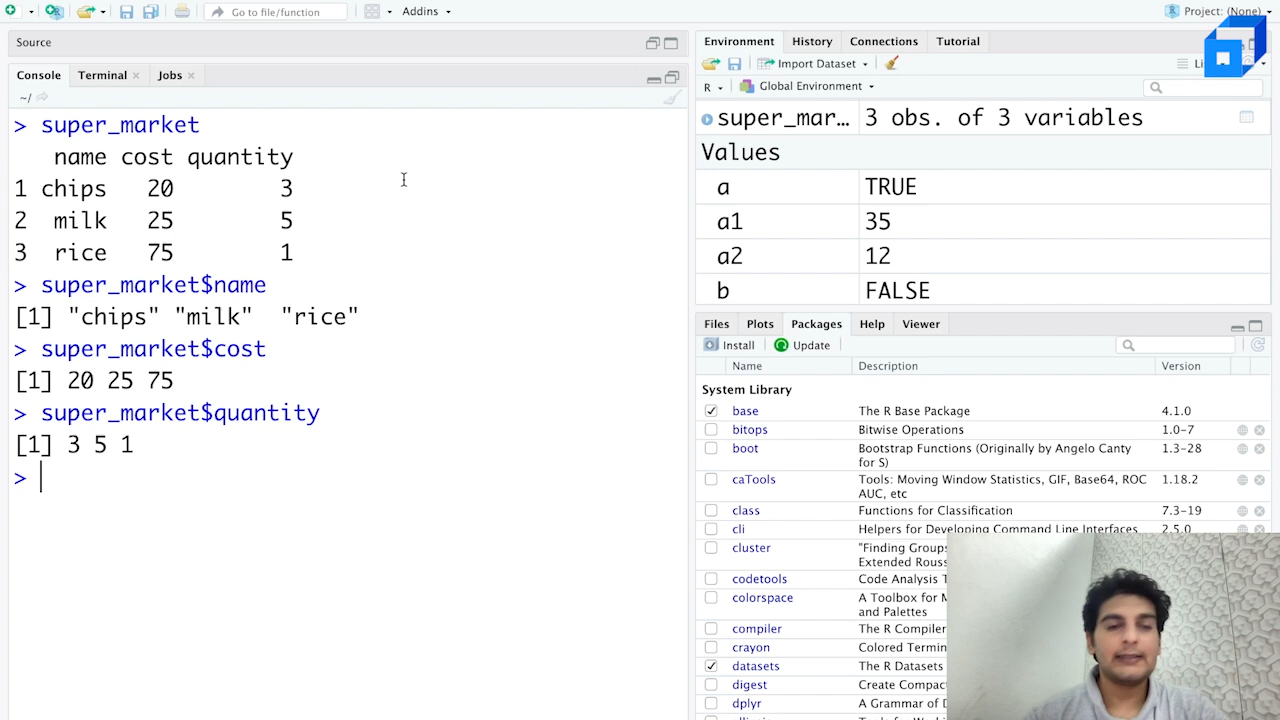 Go to file/function
Addins
Project: (None)
Source
Console
Terminal
Jobs
~/
> super_market
name cost quantity
1 chips 20 3
2 milk 25 5
3 rice 75 1
> super_market$name
[1] "chips" "milk" "rice"
> super_market$cost
[1] 20 25 75
> super_market$quantity
[1] 3 5 1
>
Environment
History
Connections
Tutorial
Import Dataset
R
Global Environment
super_mar... 3 obs. of 3 variables
Values
a TRUE
a1 35
a2 12
b FALSE
Files
Plots
Packages
Help
Viewer
Install
Update
Name Description Version
System Library
base The R Base Package 4.1.0
bitops Bitwise Operations 1.0-7
boot Bootstrap Functions (Originally by Angelo Canty 1.3-28
for S)
caTools Tools: Moving Window Statistics, GIF, Base64, ROC 1.18.2
AUC, etc
class Functions for Classification 7.3-19
cli Helpers for Developing Command Line Interfaces 2.5.0
cluster "Finding Groups
Extended Rouss
codetools Code Analysis T
colorspace A Toolbox for M
and Palettes
compiler The R Compiler
crayon Colored Termin
datasets The R Datasets
digest Create Compac
dplyr A Grammar of D